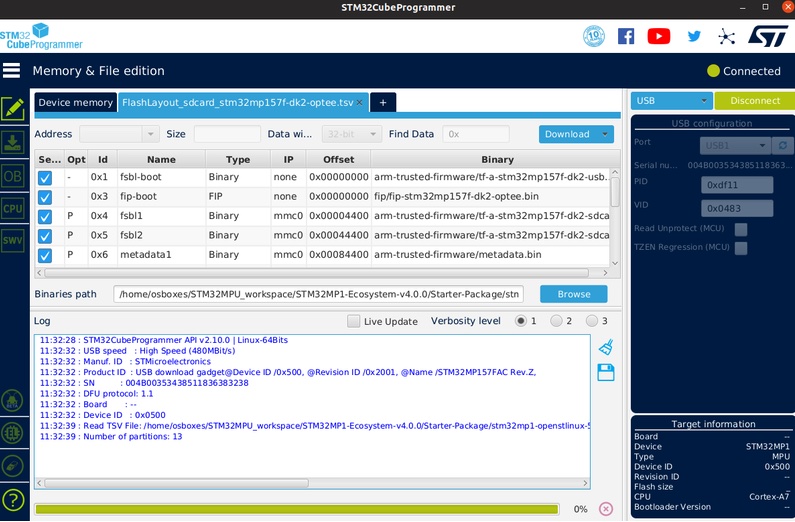 STM32CubeProgrammer
STM32
CubeProgrammer
Memory & File edition
Connected
Device memory
FlashLayout_sdcard_stm32mp157f-dk2-optee.tsv ×
+
USB
Disconnect
Address
Size
Data wi...
32-bit
Find Data
0x
Download
Se... Opt Id Name Type IP Offset Binary
- 0x1 fsbl-boot Binary none 0x00000000 arm-trusted-firmware/tf-a-stm32mp157f-dk2-usb.
- 0x3 fip-boot FIP none 0x00000000 fip/fip-stm32mp157f-dk2-optee.bin
P 0x4 fsbl1 Binary mmc0 0x00004400 arm-trusted-firmware/tf-a-stm32mp157f-dk2-sdca
P 0x5 fsbl2 Binary mmc0 0x00044400 arm-trusted-firmware/tf-a-stm32mp157f-dk2-sdca
P 0x6 metadata1 Binary mmc0 0x00084400 arm-trusted-firmware/metadata.bin
Binaries path
/home/osboxes/STM32MPU_workspace/STM32MP1-Ecosystem-v4.0.0/Starter-Package/stn
Browse
Log
Live Update
Verbosity level
1
2
3
11:32:28 : STM32CubeProgrammer API v2.10.0 | Linux-64Bits
11:32:32 : USB speed : High Speed (480MBit/s)
11:32:32 : Manuf. ID : STMicroelectronics
11:32:32 : Product ID : USB download gadget@Device ID /0x500, @Revision ID /0x2001, @Name /STM32MP157FAC Rev.Z,
11:32:32 : SN : 004B00353438511836383238
11:32:32 : DFU protocol: 1.1
11:32:32 : Board : --
11:32:32 : Device ID : 0x0500
11:32:39 : Read TSV File: /home/osboxes/STM32MPU_workspace/STM32MP1-Ecosystem-v4.0.0/Starter-Package/stm32mp1-openstlinux-5
11:32:39 : Number of partitions: 13
0%
OB
CPU
SWV
?
USB configuration
Port
USB1
Serial nu...
004B003534385118363...
PID
0xdf11
VID
0x0483
Read Unprotect (MCU)
TZEN Regression (MCU)
Target information
Board --
Device STM32MP1
Type MPU
Device ID 0x500
Revision ID --
Flash size _
CPU Cortex-A7
Bootloader Version --